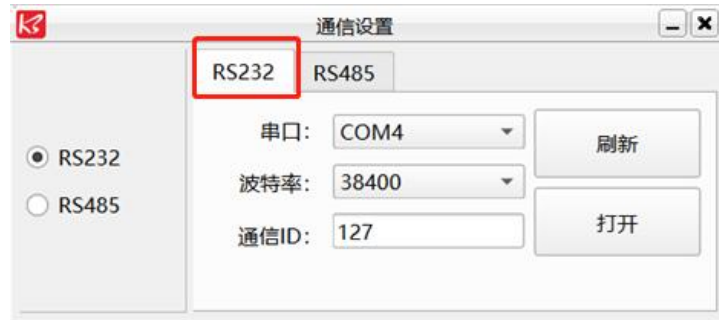 通信设置
RS232 RS485
RS232
RS485
串口： COM4
波特率： 38400
通信ID： 127
刷新
打开